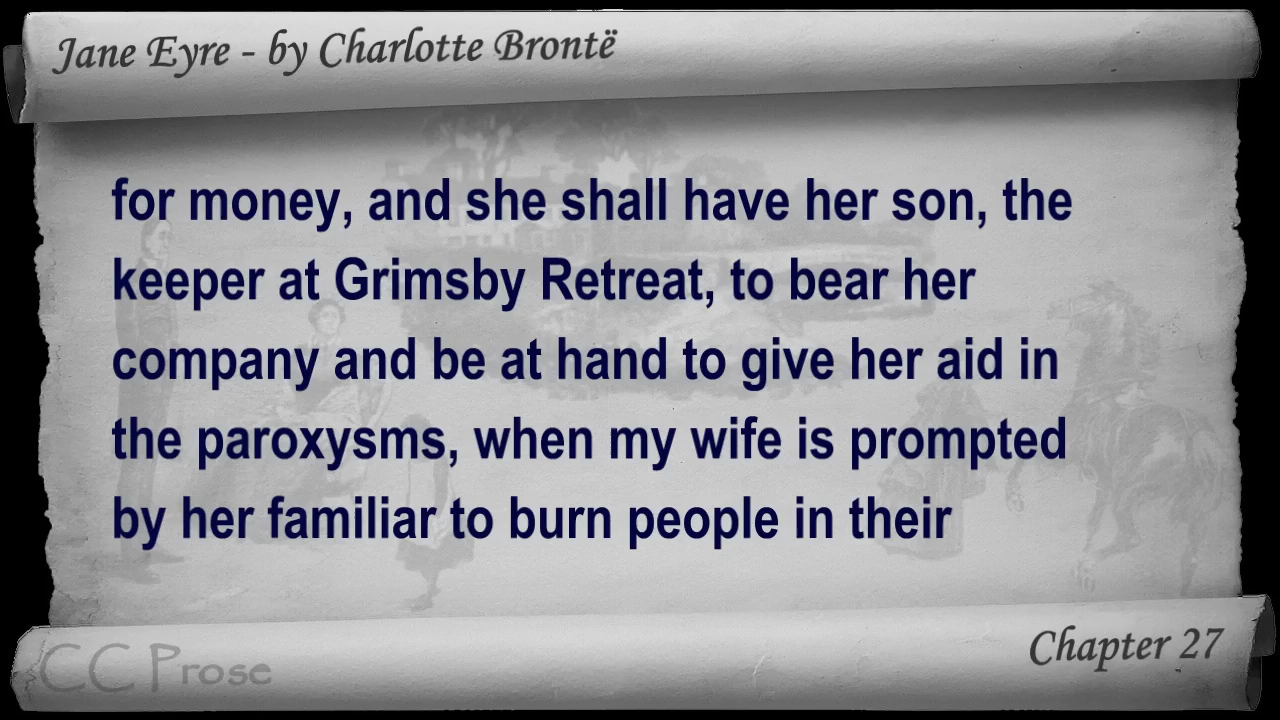 Jane Eyre - by Charlotte Brontë
for money, and she shall have her son, the
keeper at Grimsby Retreat, to bear her
company and be at hand to give her aid in
the paroxysms, when my wife is prompted
by her familiar to burn people in their
Chapter 27
CC Prose